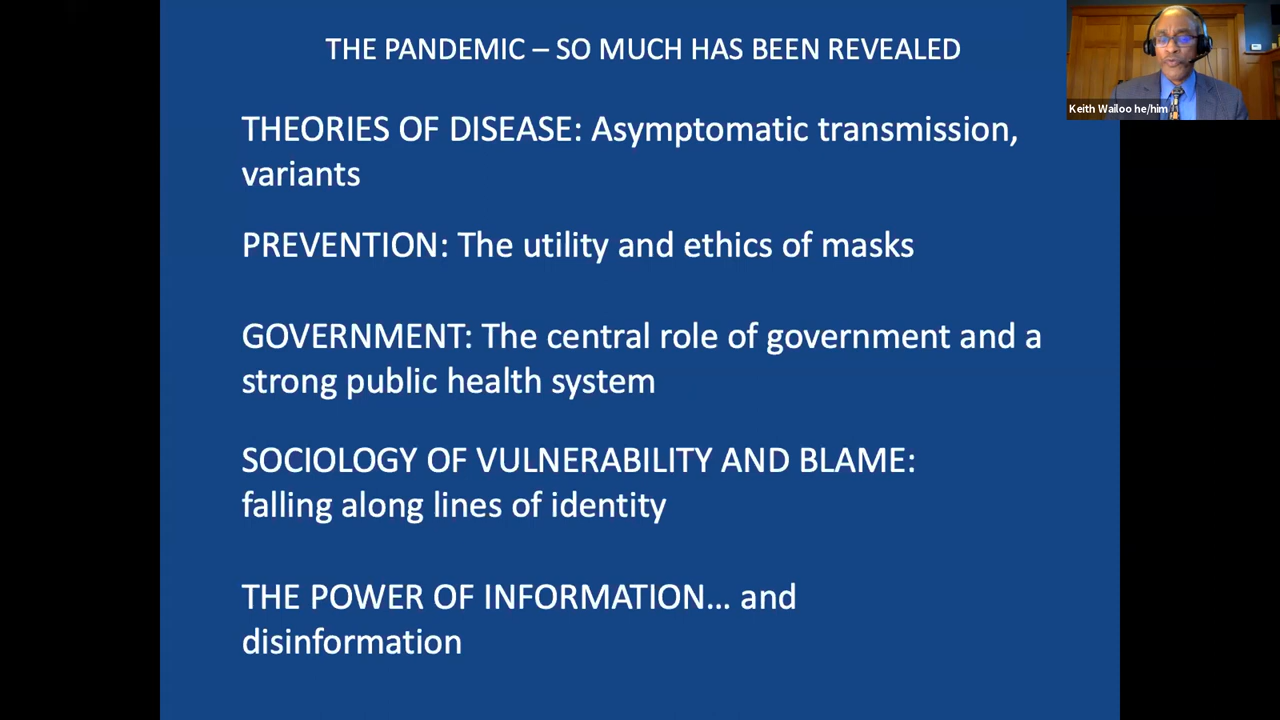 THE PANDEMIC – SO MUCH HAS BEEN REVEALED
Keith Wailoo he/him
THEORIES OF DISEASE: Asymptomatic transmission,
variants
PREVENTION: The utility and ethics of masks
GOVERNMENT: The central role of government and a
strong public health system
SOCIOLOGY OF VULNERABILITY AND BLAME:
falling along lines of identity
THE POWER OF INFORMATION… and
disinformation